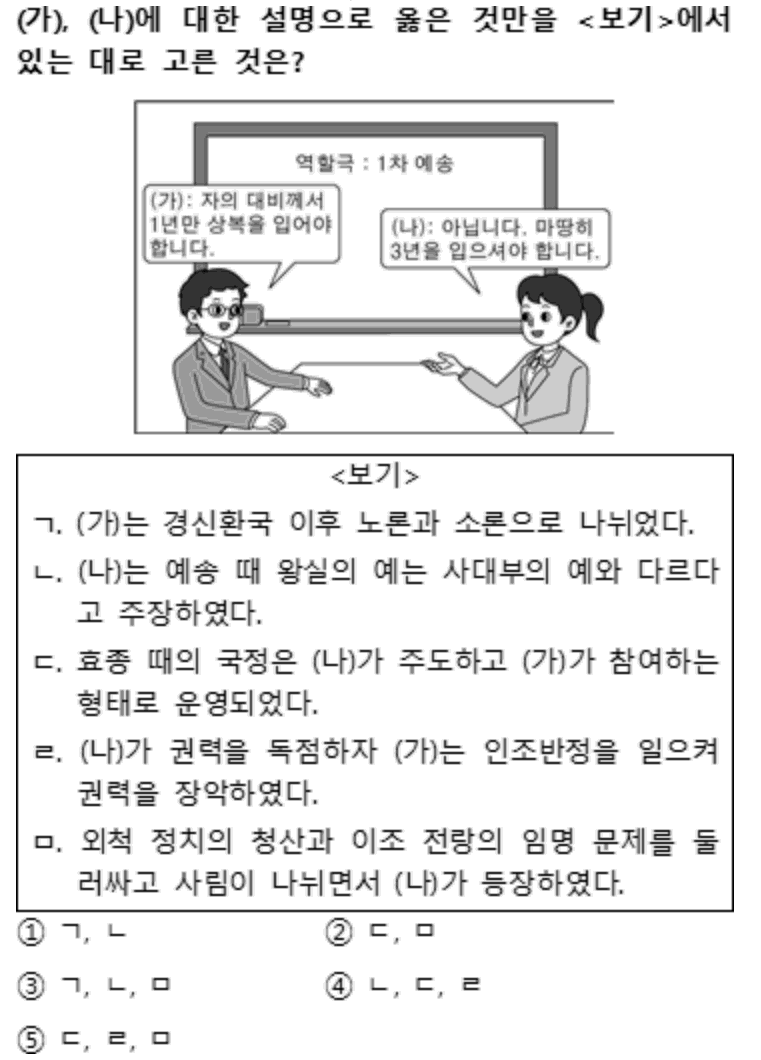 (가), (나)에 대한 설명으로 옳은 것만을 <보기>에서
있는 대로 고른 것은?
역할극 : 1차 예송
(가): 자의 대비께서
1년만 상복을 입어야
합니다.
(나): 아닙니다. 마땅히
3년을 입으셔야 합니다.
<보기>
ㄱ. (가)는 경신환국 이후 노론과 소론으로 나뉘었다.
ㄴ. (나)는 예송 때 왕실의 예는 사대부의 예와 다르다
고 주장하였다.
ㄷ. 효종 때의 국정은 (나)가 주도하고 (가)가 참여하는
형태로 운영되었다.
ㄹ. (나)가 권력을 독점하자 (가)는 인조반정을 일으켜
권력을 장악하였다.
ㅁ. 외척 정치의 청산과 이조 전랑의 임명 문제를 둘
러싸고 사림이 나뉘면서 (나)가 등장하였다.
① ㄱ, ㄴ ② ㄷ, ㅁ
③ ㄱ, ㄴ, ㅁ ④ ㄴ, ㄷ, ㄹ
⑤ ㄷ, ㄹ, ㅁ